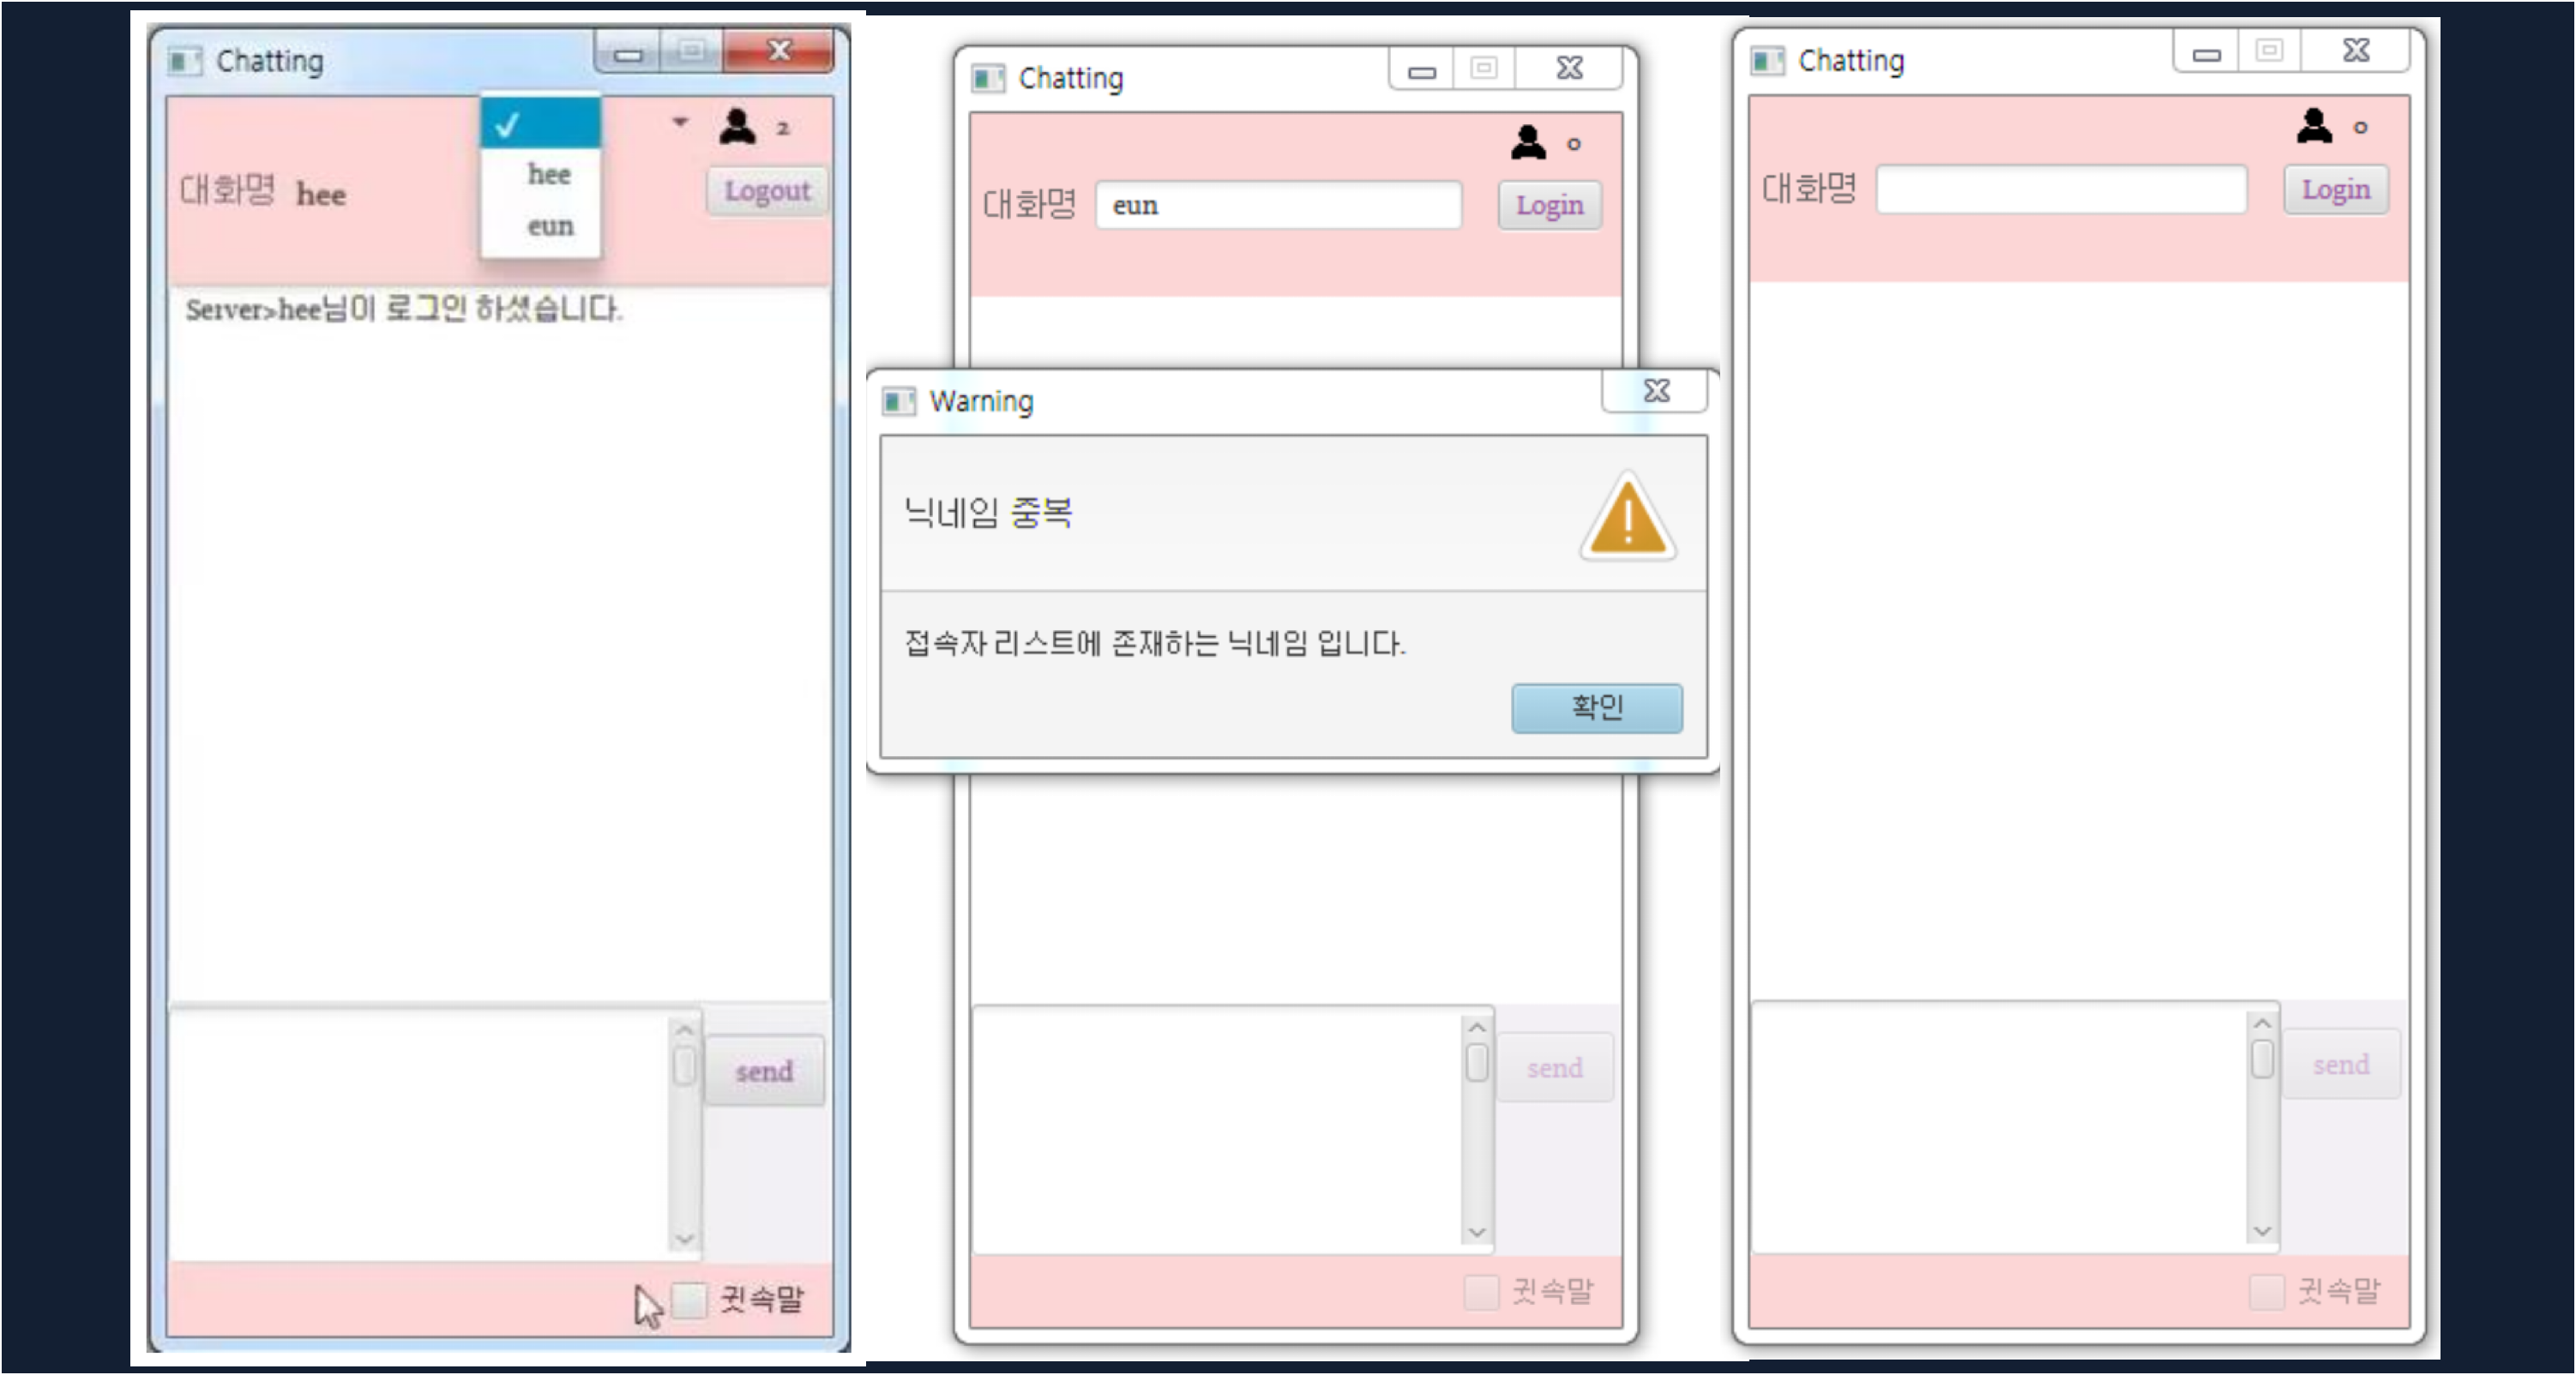 Chatting
2
hee
eun
대화명 hee
Logout
Server>hee님이 로그인 하셨습니다.
send
귓속말
Chatting
0
대화명 eun
Login
Warning
닉네임 중복
접속자 리스트에 존재하는 닉네임 입니다.
확인
send
귓속말
Chatting
0
대화명
Login
send
귓속말